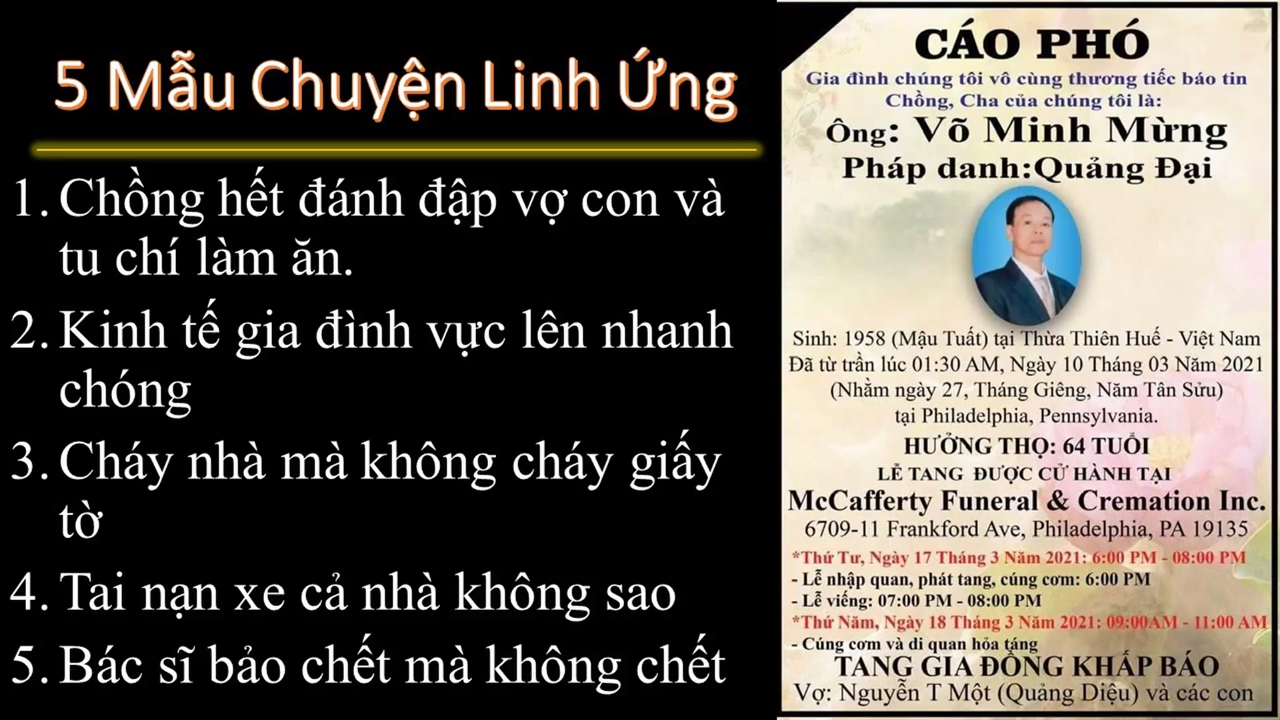 5 Mẫu Chuyện Linh Ứng
1. Chồng hết đánh đập vợ con và
tu chí làm ăn.
2. Kinh tế gia đình vực lên nhanh
chóng
3. Cháy nhà mà không cháy giấy
tờ
4. Tai nạn xe cả nhà không sao
5. Bác sĩ bảo chết mà không chết
CÁO PHÓ
Gia đình chúng tôi vô cùng thương tiếc báo tin
Chồng, Cha của chúng tôi là:
Ông: Võ Minh Mừng
Pháp danh:Quảng Đại
Sinh: 1958 (Mậu Tuất) tại Thừa Thiên Huế - Việt Nam
Đã từ trần lúc 01:30 AM, Ngày 10 Tháng 03 Năm 2021
(Nhằm ngày 27, Tháng Giêng, Năm Tân Sửu)
tại Philadelphia, Pennsylvania.
HƯỞNG THỌ: 64 TUỔI
LỄ TANG ĐƯỢC CỬ HÀNH TẠI
McCafferty Funeral & Cremation Inc.
6709-11 Frankford Ave, Philadelphia, PA 19135
*Thứ Tư, Ngày 17 Tháng 3 Năm 2021: 6:00 PM - 08:00 PM
- Lễ nhập quan, phát tang, cúng cơm: 6:00 PM
- Lễ viếng: 07:00 PM - 08:00 PM
*Thứ Năm, Ngày 18 Tháng 3 Năm 2021: 09:00AM - 11:00 AM
- Cúng cơm và di quan hỏa táng
TANG GIA ĐỒNG KHẤP BÁO
Vợ: Nguyễn T Một (Quảng Diệu) và các con